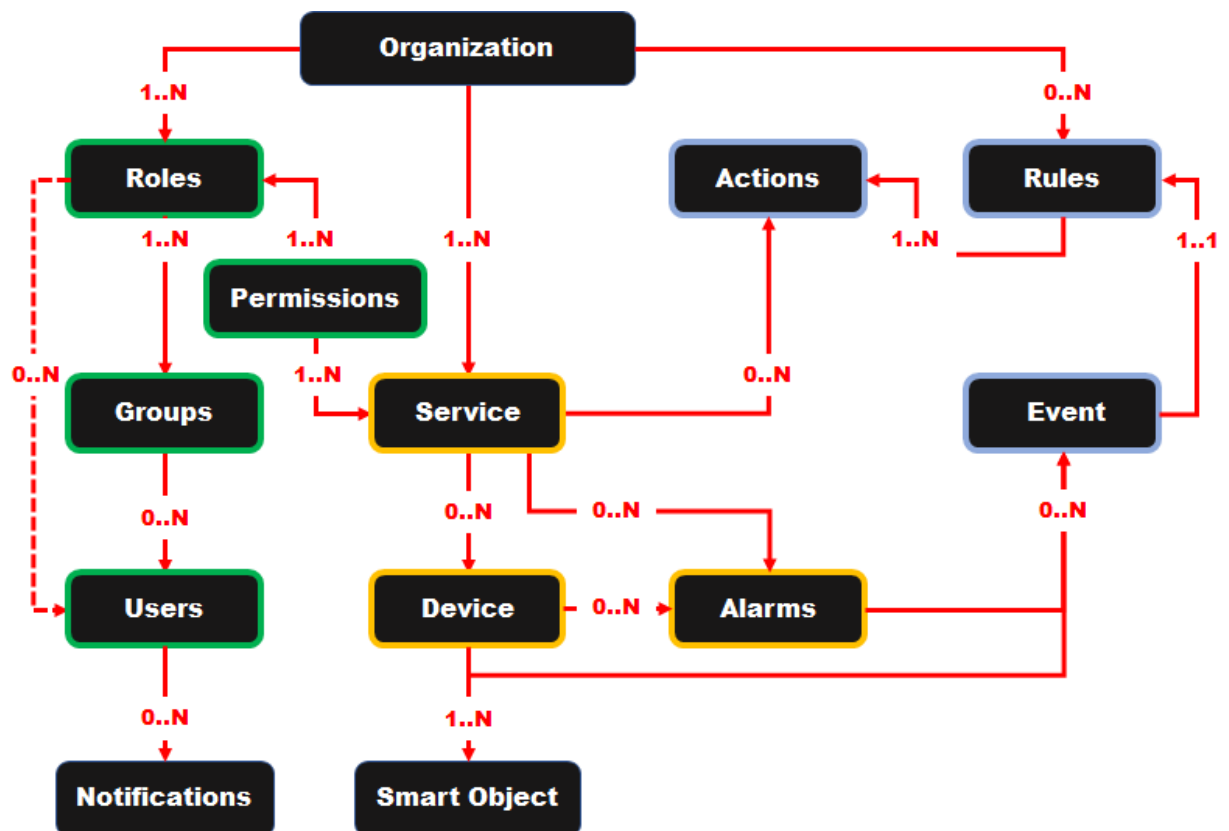 Organization
1..N
0..N
Roles
Actions
Rules
1..N
1..N
1..N
1..N
1..1
Permissions
0..N
1..N
0..N
Groups
Service
Event
0..N
0..N
0..N
0..N
Users
Device
0..N
Alarms
0..N
1..N
Notifications
Smart Object